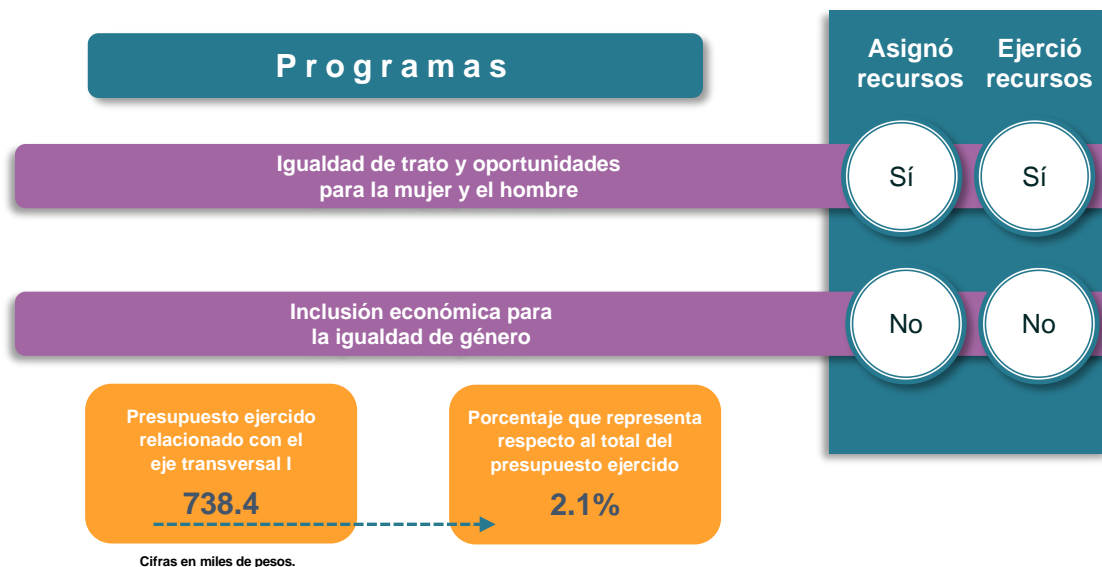 Programas
Asignó
recursos
Ejerció
recursos
Igualdad de trato y oportunidades
para la mujer y el hombre
Sí
Sí
Inclusión económica para
la igualdad de género
No
No
Presupuesto ejercido
relacionado con el
eje transversal I
738.4
Porcentaje que representa
respecto al total del
presupuesto ejercido
2.1%
Cifras en miles de pesos.